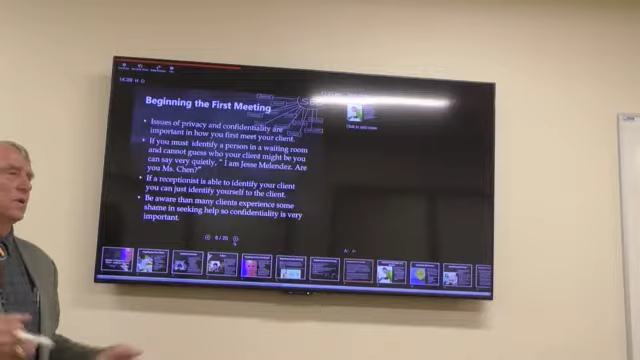 Beginning the First Meeting
• Issues of privacy and confidentiality are
important in how you first meet your client.
• If you must identify a person in a waiting room
and cannot guess who your client might be you
can say very quietly, " I am Jesse Melendez. Are
you Ms. Chen?"
• If a receptionist is able to identify your client
you can just identify yourself to the client.
• Be aware than many clients experience some
shame in seeking help so confidentiality is very
important.